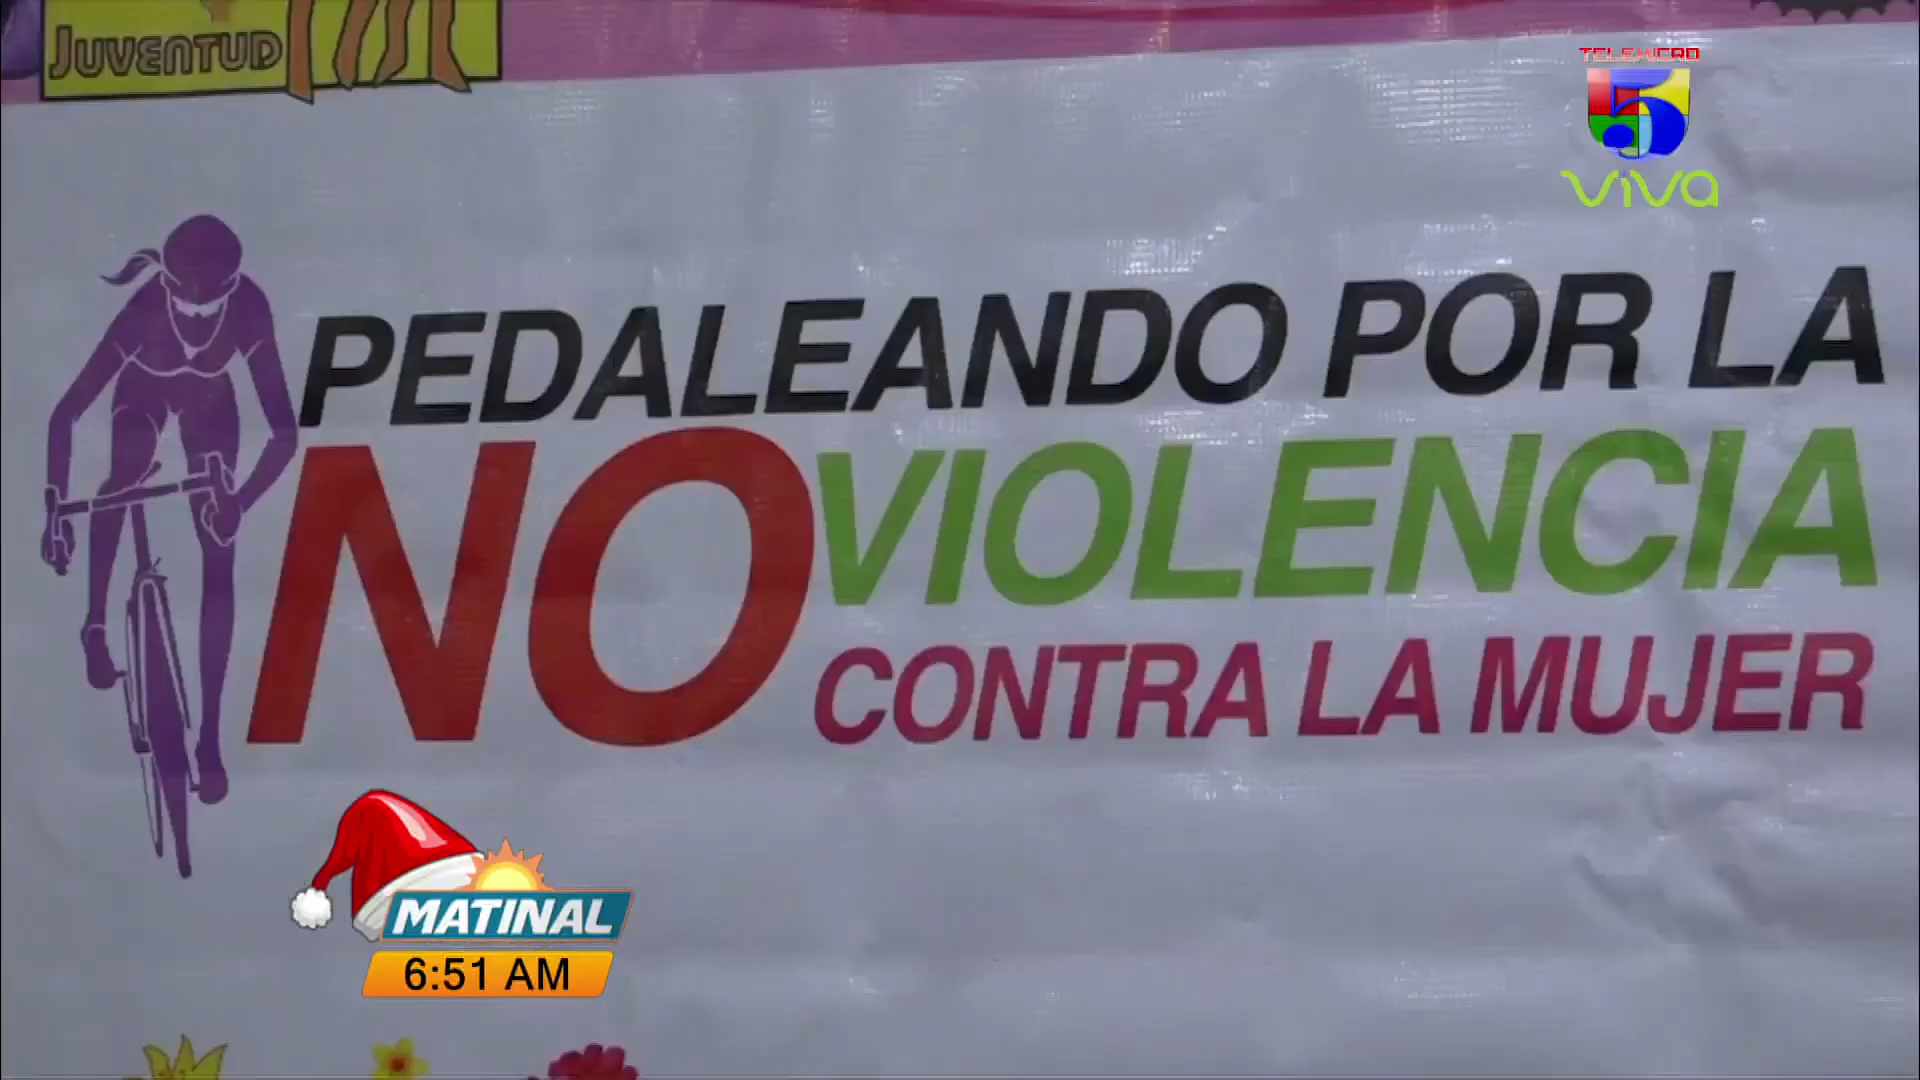 JUVENTUD
TELEMICRO
5
VIVA
PEDALEANDO POR LA
NO VIOLENCIA
CONTRA LA MUJER
MATINAL
6:51 AM